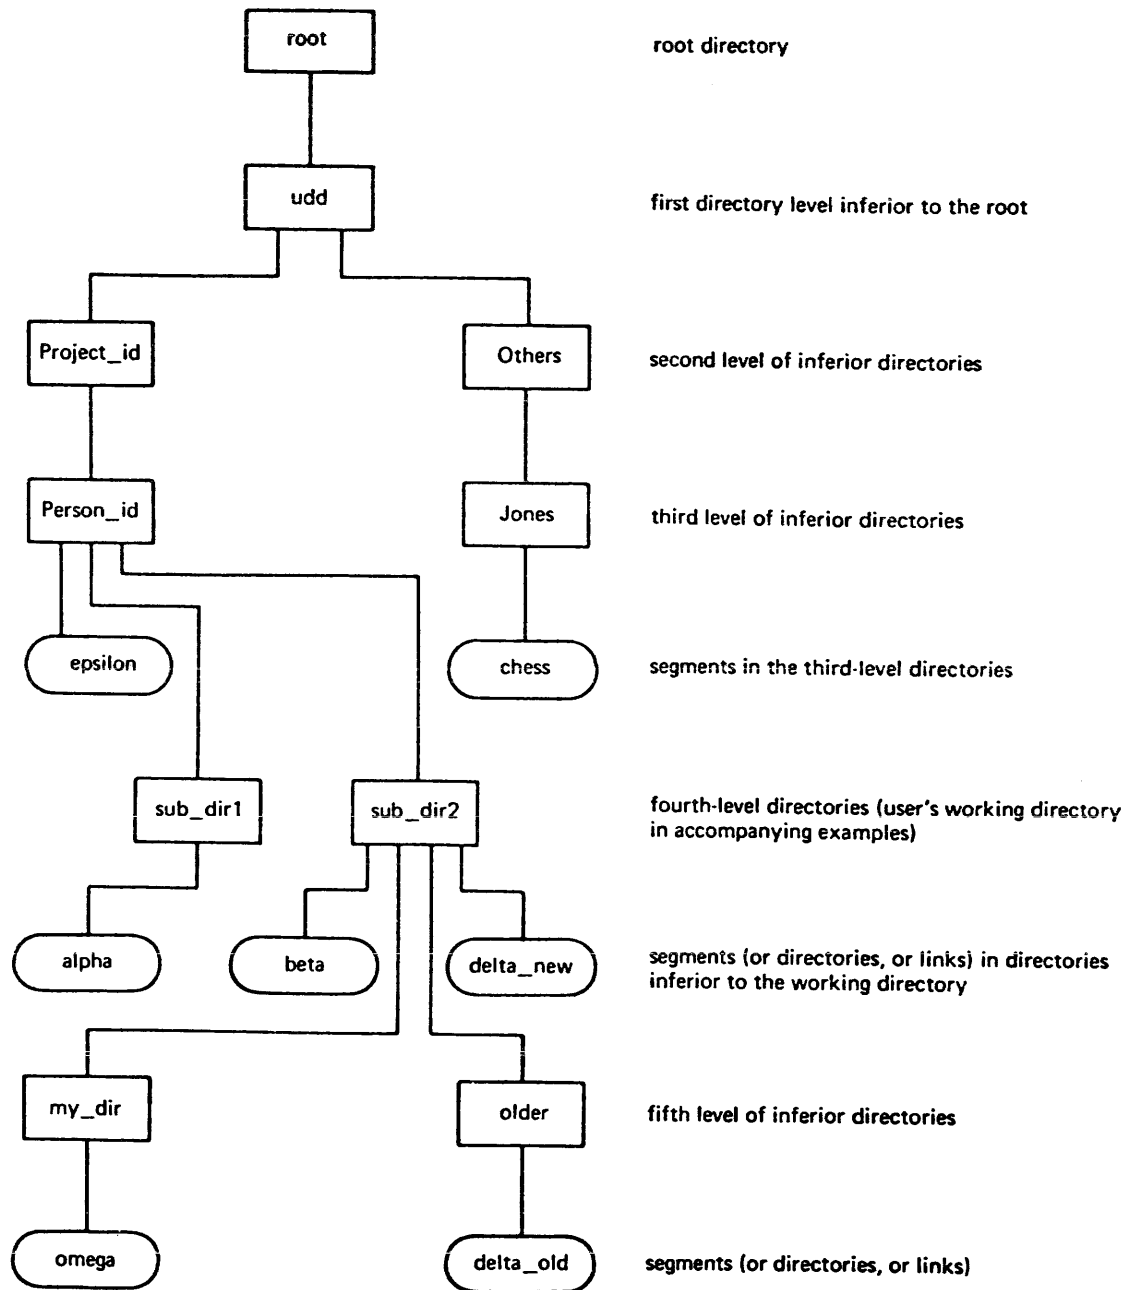 root
root directory
udd
first directory level inferior to the root
Project_id
Others
second level of inferior directories
Person_id
Jones
third level of inferior directories
epsilon
chess
segments in the third-level directories
sub_dir1
sub_dir2
fourth-level directories (user's working directory
in accompanying examples)
alpha
beta
delta_new
segments (or directories, or links) in directories
inferior to the working directory
my_dir
older
fifth level of inferior directories
omega
delta_old
segments (or directories, or links)